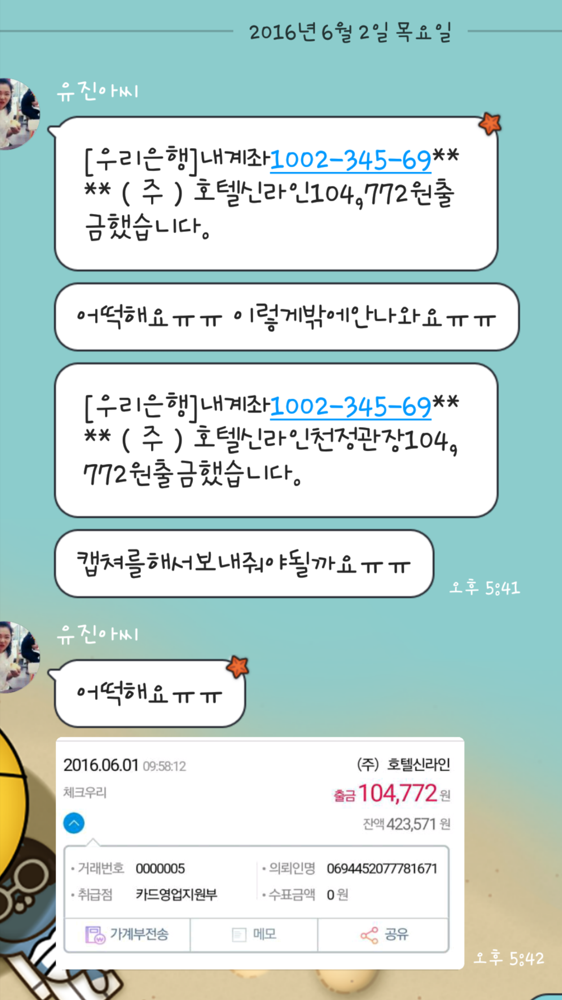 2016년 6월 2일 목요일
유진아씨
[우리은행]내계좌1002-345-69**
** ( 주 ) 호텔신라인104,772원출
금했습니다.
어떡해요ㅠㅠ 이렇게밖에안나와요ㅠㅠ
[우리은행]내계좌1002-345-69**
** ( 주 ) 호텔신라인천정관장104,
772원출금했습니다.
캡쳐를해서보내줘야될까요ㅠㅠ
오후 5:41
유진아씨
어떡해요ㅠㅠ
2016.06.01 09:58:12 (주) 호텔신라인
체크우리 출금 104,772 원
잔액 423,571 원
• 거래번호 0000005 • 의뢰인명 0694452077781671
• 취급점 카드영업지원부 • 수표금액 0 원
가계부전송 메모 공유
오후 5:42